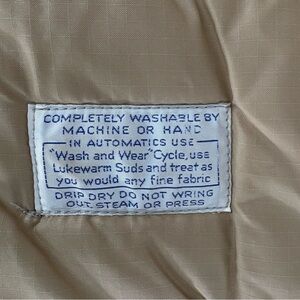 COMPLETELY WASHABLE BY
MACHINE OR HAND
IN AUTOMATICS USE
"Wash and Wear" Cycle, USE
Lukewarm Suds and treat as
you would any fine fabric
DRIP DRY DO NOT WRING
OUT, STEAM OR PRESS